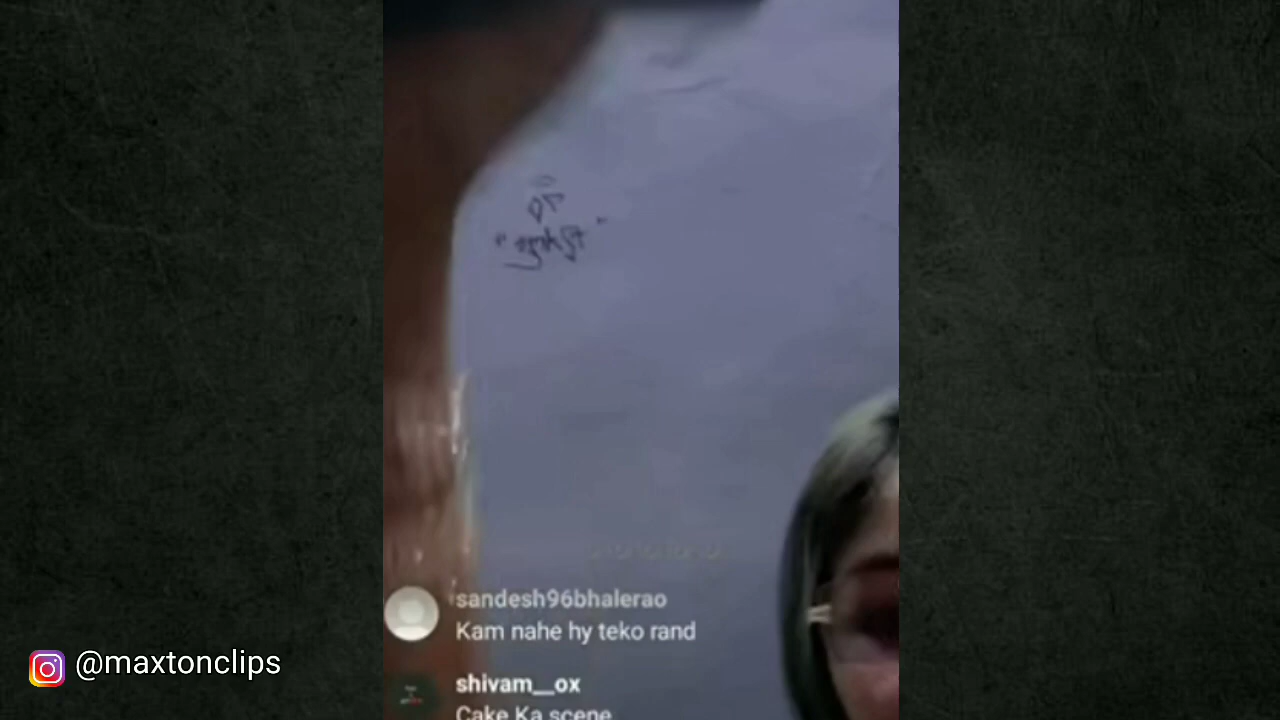 sandesh96bhalerao
Kam nahe hy teko rand
shivam__ox
Cake Ka scene
@maxtonclips